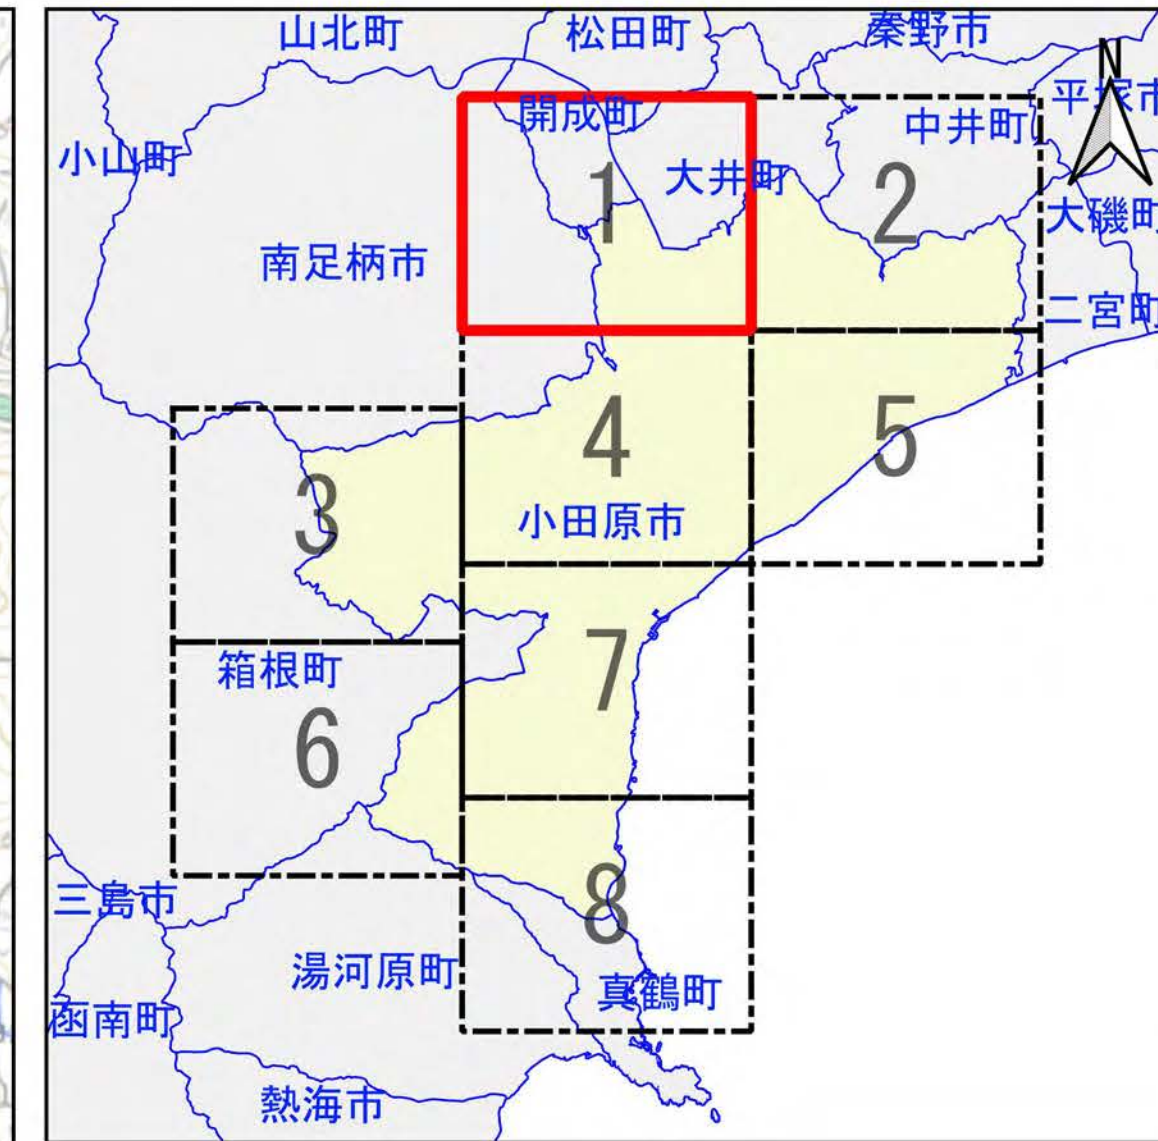 山北町
松田町
秦野市
N
開成町
平塚市
小山町
中井町
大井町
1
2
大磯町
南足柄市
二宮町
4
5
3
小田原市
7
箱根町
6
三島市
8
湯河原町
真鶴町
函南町
熱海市